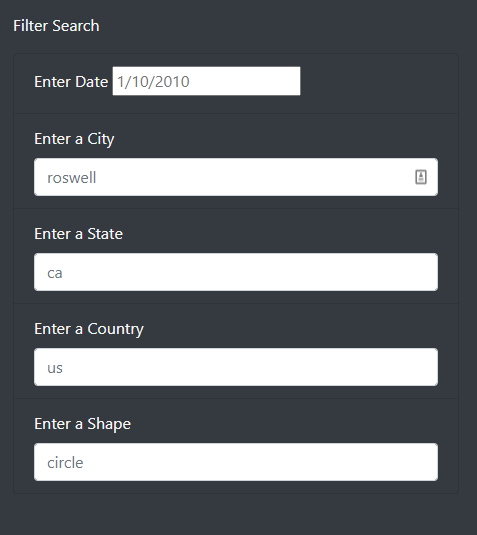 Filter Search
Enter Date 1/10/2010
Enter a City
roswell
Enter a State
ca
Enter a Country
us
Enter a Shape
circle